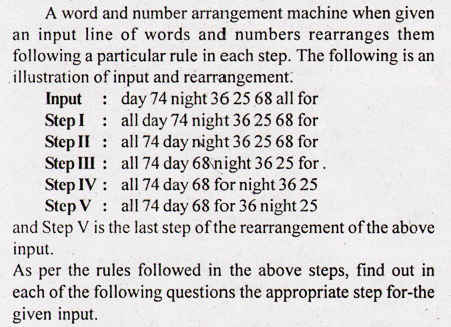 A word and number arrangement machine when given
an input line of words and numbers rearranges them
following a particular rule in each step. The following is an
illustration of input and rearrangement.
Input : day 74 night 36 25 68 all for
Step I : all day 74 night 36 25 68 for
Step II : all 74 day night 36 25 68 for
Step III : all 74 day 68 night 36 25 for .
Step IV : all 74 day 68 for night 36 25
Step V : all 74 day 68 for 36 night 25
and Step V is the last step of the rearrangement of the above
input.
As per the rules followed in the above steps, find out in
each of the following questions the appropriate step for-the
given input.